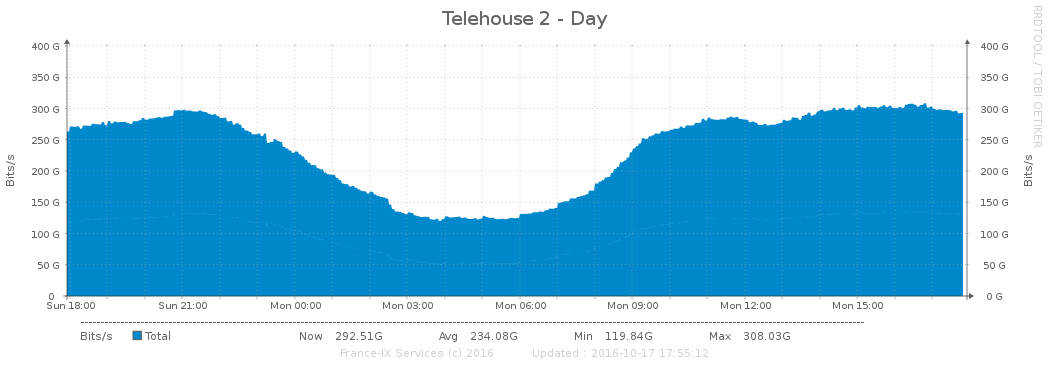 Telehouse 2 - Day
RRDTOOL / TOBI OETIKER
400 G 400 G
350 G 350 G
300 G 300 G
250 G 250 G
200 G 200 G
150 G 150 G
100 G 100 G
50 G 50 G
0 0 G
Bits/s Bits/s
Sun 18:00 Sun 21:00 Mon 00:00 Mon 03:00 Mon 06:00 Mon 09:00 Mon 12:00 Mon 15:00
Bits/s Total Now 292.51G Avg 234.08G Min 119.84G Max 308.03G
France-IX Services (c) 2016 Updated : 2016-10-17 17:55:12